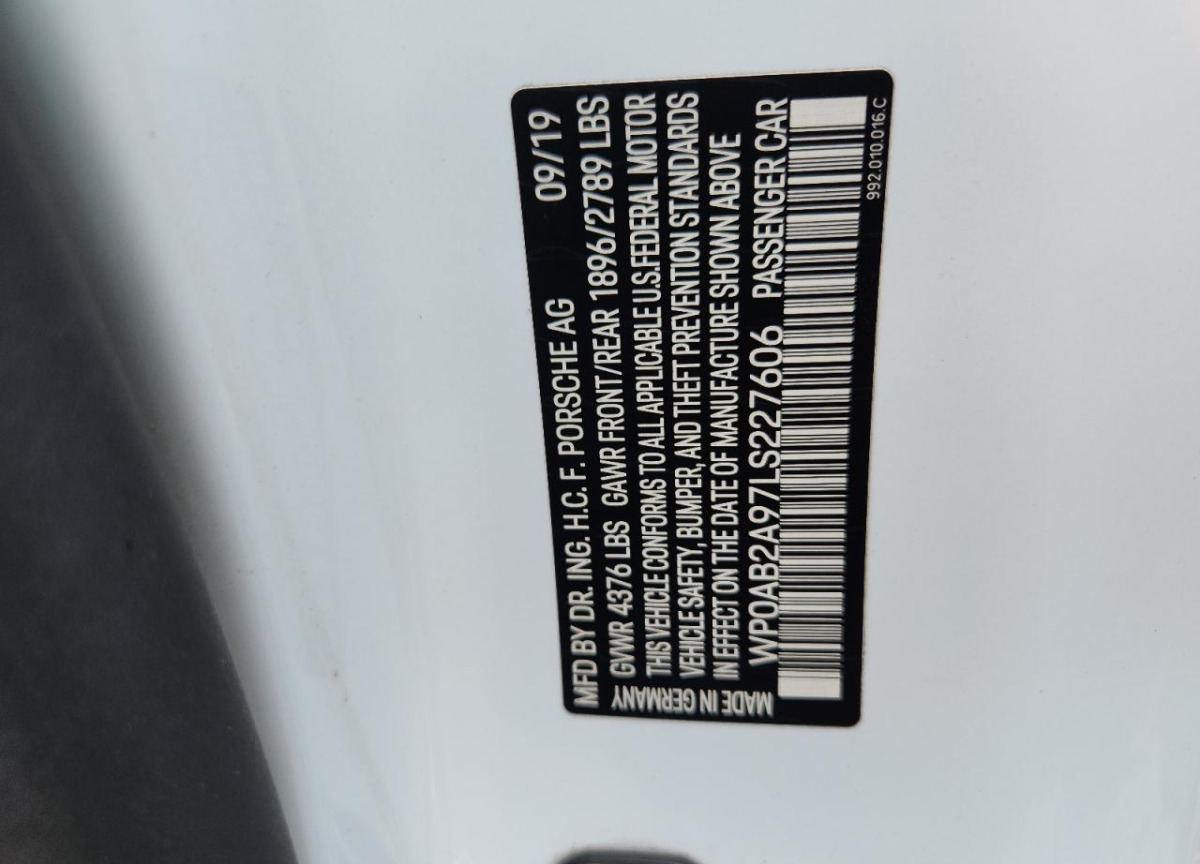 MFD BY DR. ING. H.C. F. PORSCHE AG 09/19
GVWR 4376 LBS GAWR FRONT/REAR 1896/2789 LBS
THIS VEHICLE CONFORMS TO ALL APPLICABLE U.S. FEDERAL MOTOR
VEHICLE SAFETY, BUMPER, AND THEFT PREVENTION STANDARDS
IN EFFECT ON THE DATE OF MANUFACTURE SHOWN ABOVE
WP0AB2A97LS227606 PASSENGER CAR
MADE IN GERMANY
992.010.016.C